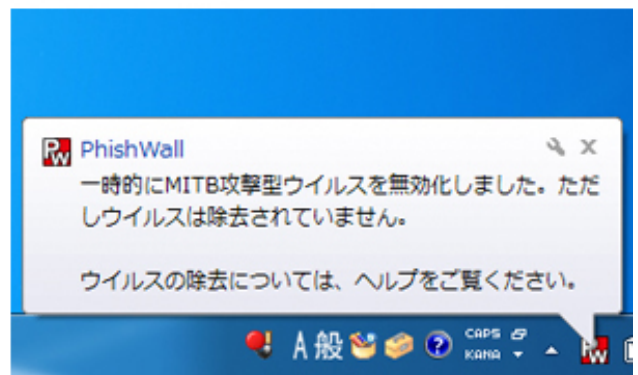 PhishWall
一時的にMITB攻撃型ウイルスを無効化しました。ただ
しウイルスは除去されていません。
ウイルスの除去については、ヘルプをご覧ください。
A 般 CAPS
KANA